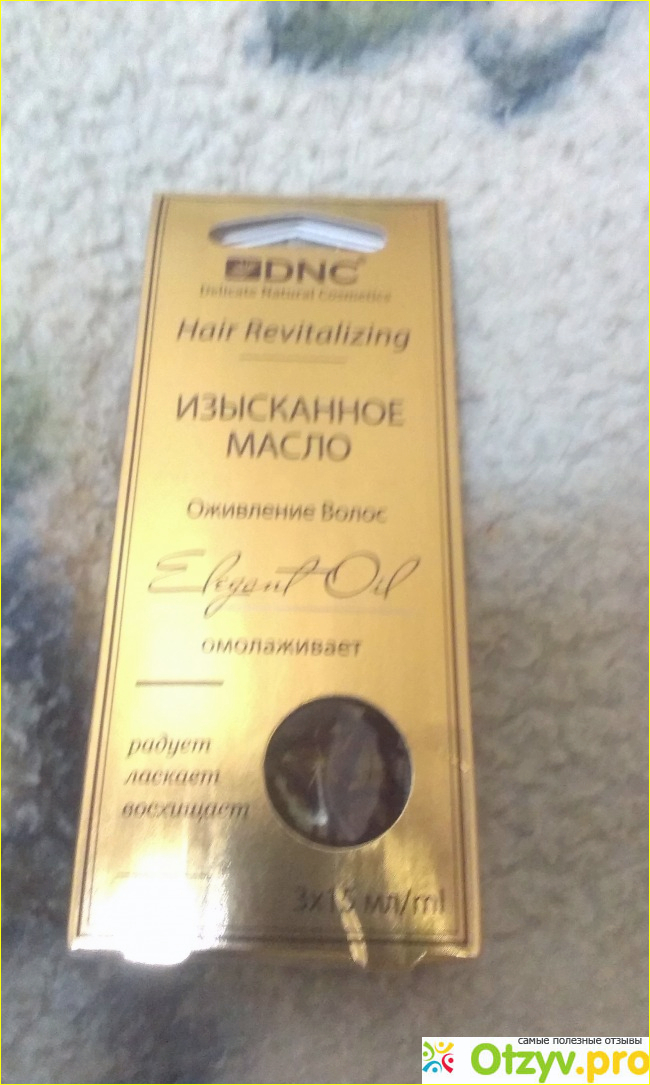 DNC®
Delicate Natural Cosmetics
Hair Revitalizing
ИЗЫСКАННОЕ
МАСЛО
Оживление Волос
Elegant Oil
омолаживает
радует
ласкает
восхищает
3x15 мл/ml
самые полезные отзывы
Otzyv.pro